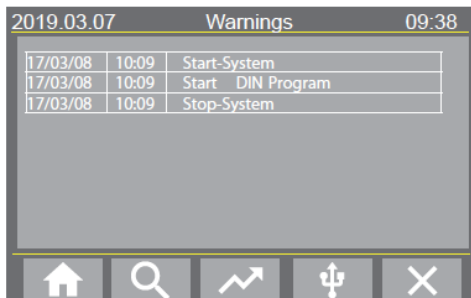 2019.03.07 Warnings 09:38
17/03/08 10:09 Start-System
17/03/08 10:09 Start DIN Program
17/03/08 10:09 Stop-System